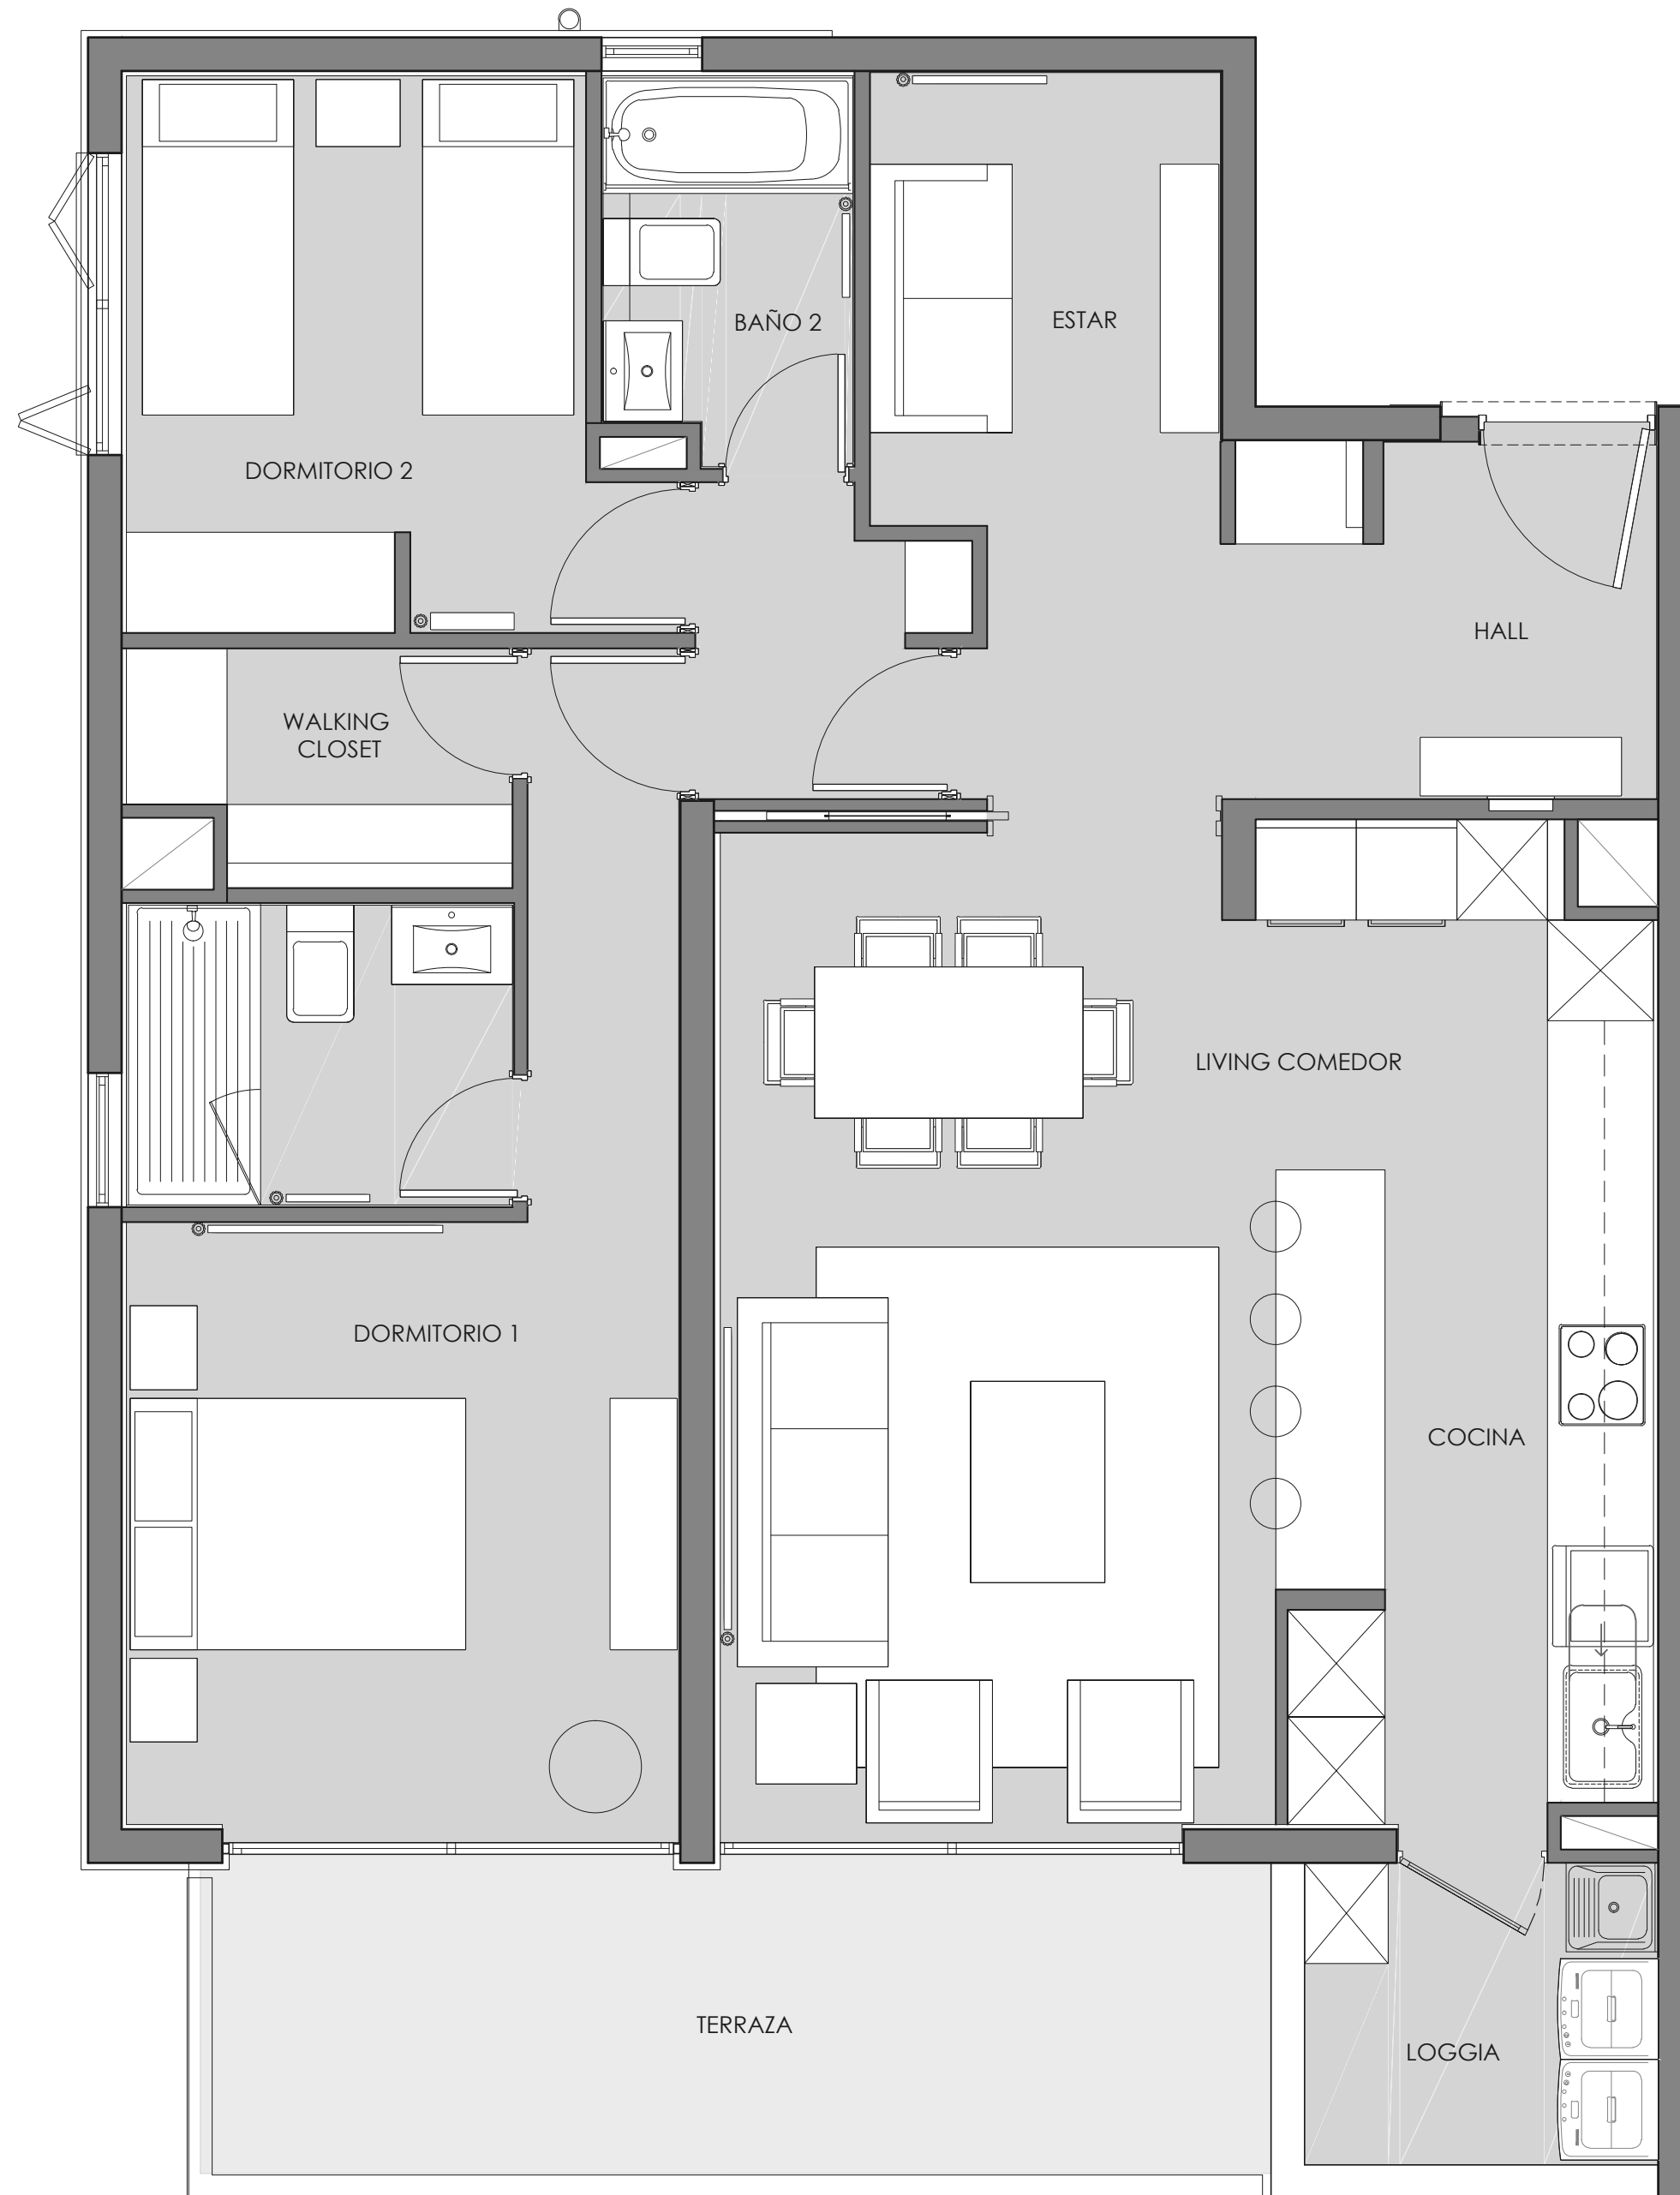 BAÑO 2
ESTAR
DORMITORIO 2
HALL
WALKING
CLOSET
LIVING COMEDOR
DORMITORIO 1
COCINA
TERRAZA
LOGGIA